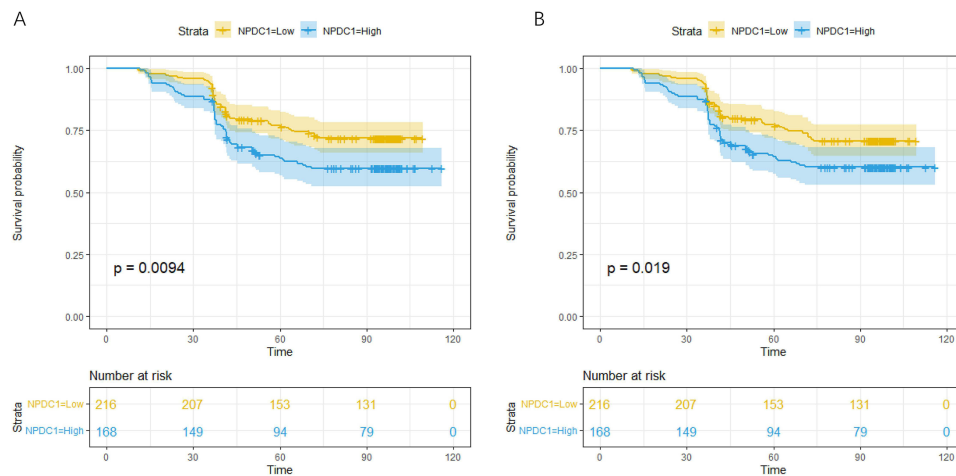 A
Strata NPDC1=Low NPDC1=High
1.00
0.75
0.50
0.25
0.00
Survival probability
p = 0.0094
0 30 60 90 120
Time
Number at risk
Strata
NPDC1=Low 216 207 153 131 0
NPDC1=High 168 149 94 79 0
0 30 60 90 120
Time
B
Strata NPDC1=Low NPDC1=High
1.00
0.75
0.50
0.25
0.00
Survival probability
p = 0.019
0 30 60 90 120
Time
Number at risk
Strata
NPDC1=Low 216 207 153 131 0
NPDC1=High 168 149 94 79 0
0 30 60 90 120
Time